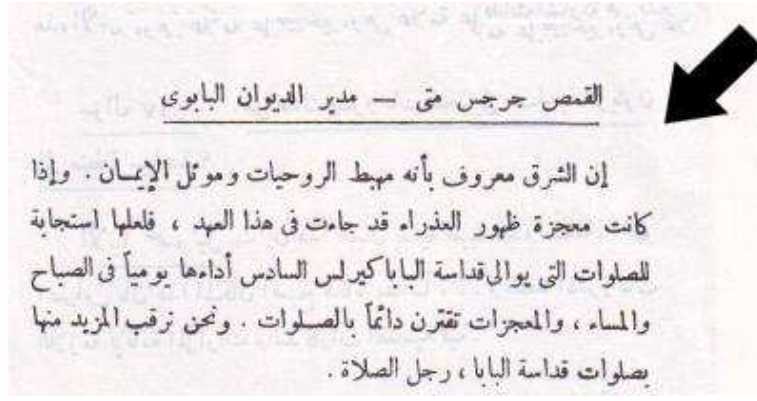 القمص جرجس متى — مدير الديوان البابوى
إن الشرق معروف بأنه مهبط الروحيات وموئل الإيمان . وإذا
كانت معجزة ظهور العذراء قد جاءت فى هذا العهد ، فلعلها استجابة
للصلوات التى يوالى قداسة البابا كيرلس السادس أداءها يومياً فى الصباح
والمساء ، والمعجزات تقترن دائماً بالصلوات . ونحن نرقب المزيد منها
بصلوات قداسة البابا ، رجل الصلاة .